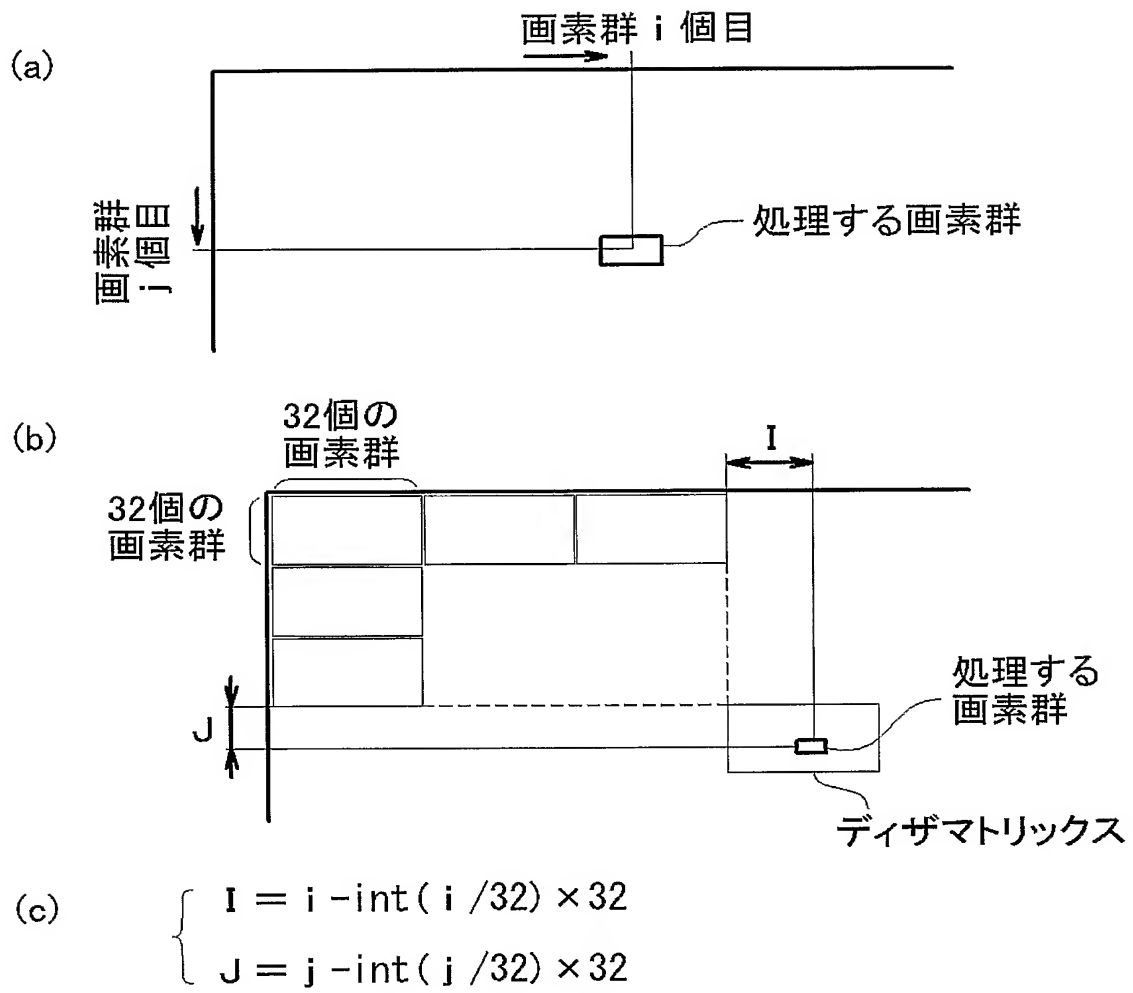 (a)
画素群 i 個目
画素群
j 個目
処理する画素群
(b)
32個の
画素群
32個の
画素群
I
J
処理する
画素群
ディザマトリックス
(c)
I = i -int( i /32) ×32
J = j -int( j /32) ×32